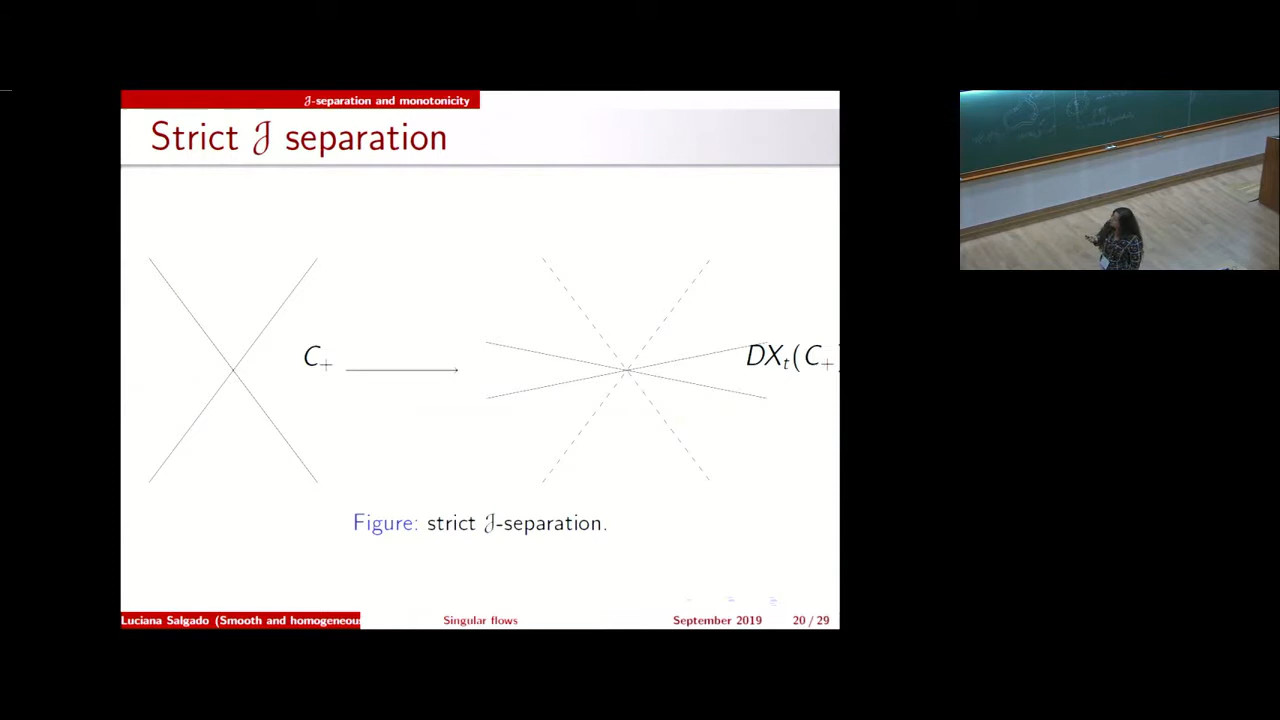 𝒥-separation and monotonicity
Strict 𝒥 separation
C₊
DXₜ(C₊)
Figure: strict 𝒥-separation.
Luciana Salgado (Smooth and homogeneous
Singular flows
September 2019
20 / 29